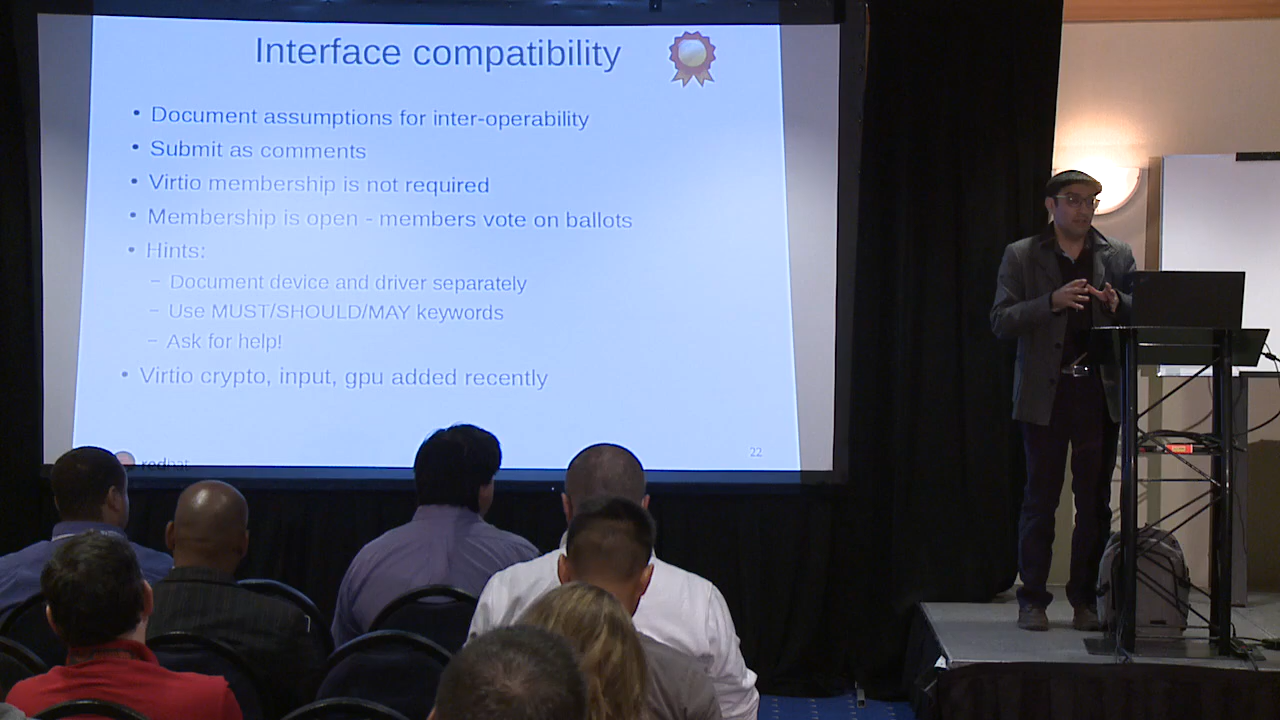 Interface compatibility
• Document assumptions for inter-operability
• Submit as comments
• Virtio membership is not required
• Membership is open - members vote on ballots
• Hints:
– Document device and driver separately
– Use MUST/SHOULD/MAY keywords
– Ask for help!
• Virtio crypto, input, gpu added recently
redhat
22